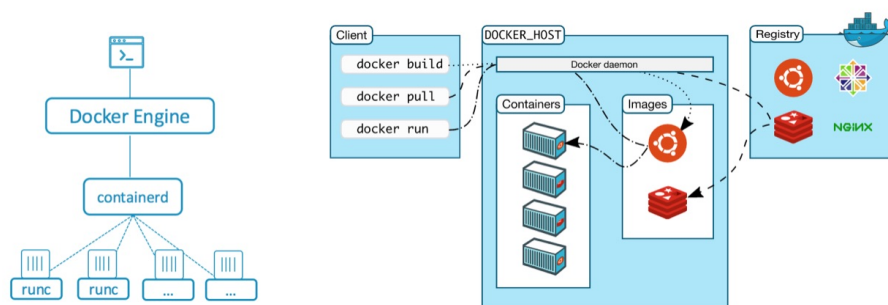 >_
Docker Engine
containerd
runc
runc
...
...
Client
docker build
docker pull
docker run
DOCKER_HOST
Docker daemon
Containers
Images
Registry
NGINX